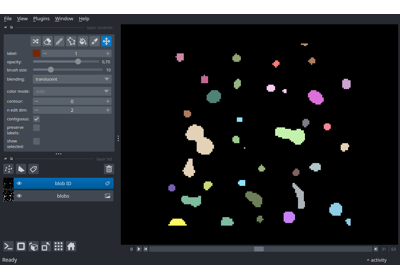 File View Plugins Window Help
label: 1
opacity: 0.70
brush size: 10
blending: translucent
color mode:
contour: 0
n edit dim: 2
contiguous:
preserve
labels:
show
selected:
blob ID
blobs
Ready
activity